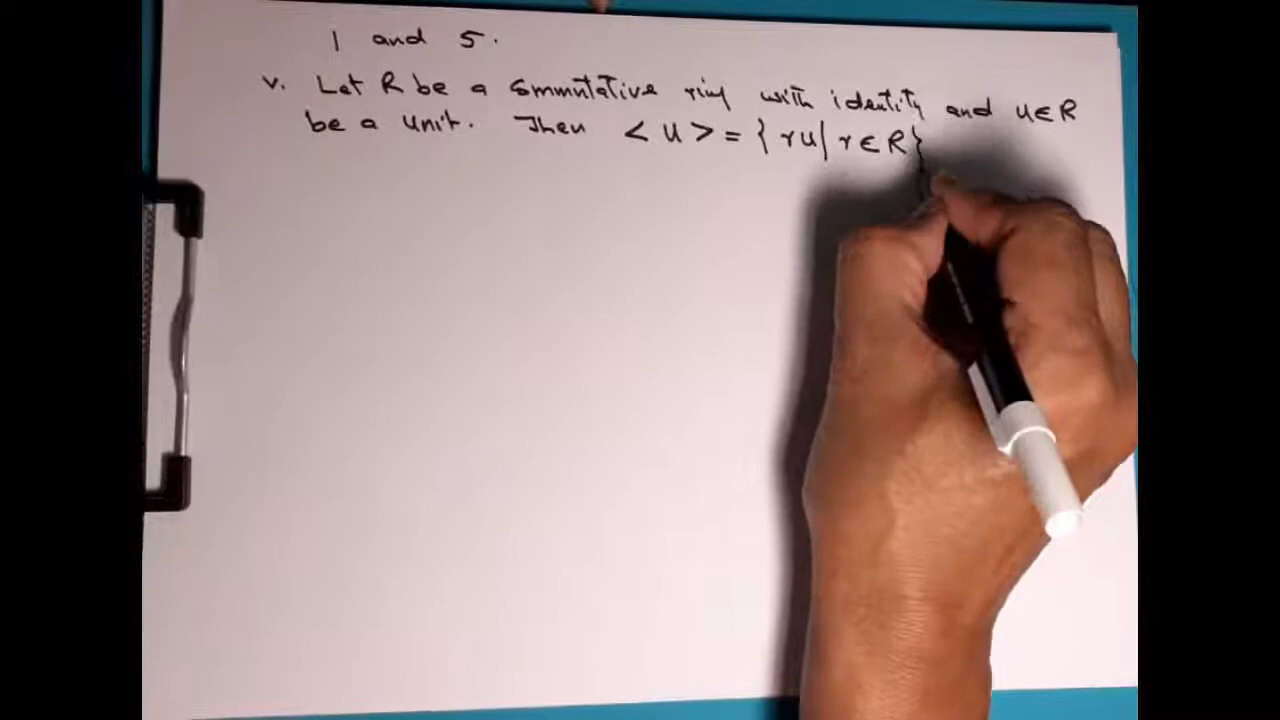 1 and 5.
v. Let R be a commutative ring with identity and u∈R
be a unit. Then <u> = { ru | r∈R }